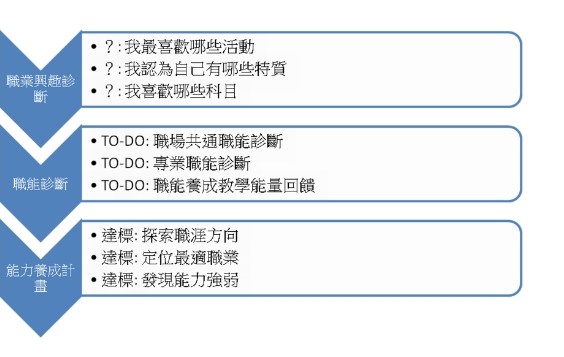 職業興趣診
斷
• ？: 我最喜歡哪些活動
• ？: 我認為自己有哪些特質
• ？: 我喜歡哪些科目
職能診斷
• TO-DO: 職場共通職能診斷
• TO-DO: 專業職能診斷
• TO-DO: 職能養成教學能量回饋
能力養成計
畫
• 達標: 探索職涯方向
• 達標: 定位最適職業
• 達標: 發現能力強弱